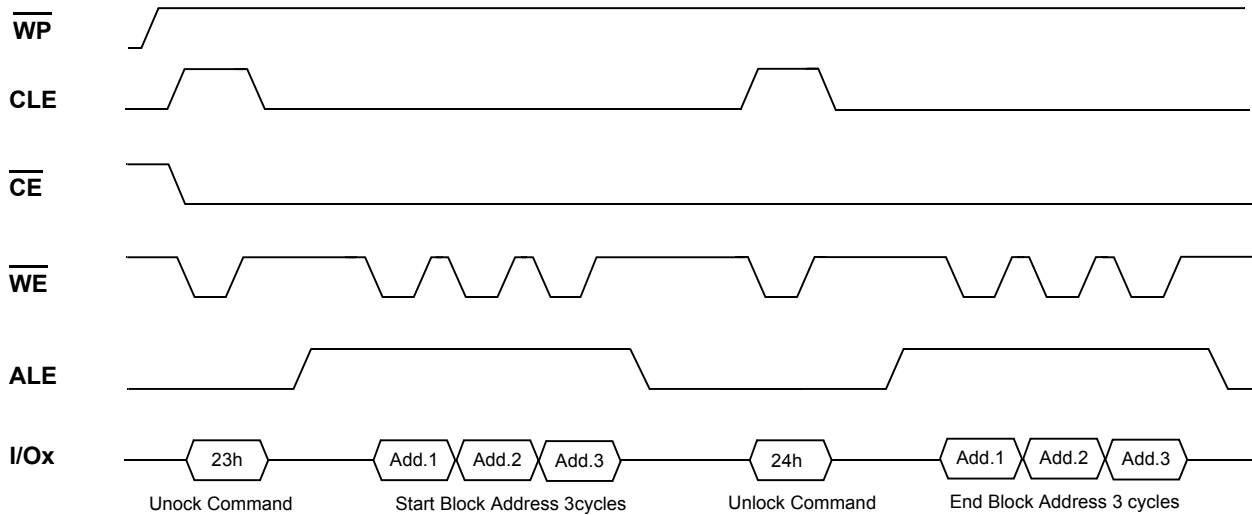 WP
CLE
CE
WE
ALE
I/Ox
23h
Add.1
Add.2
Add.3
24h
Add.1
Add.2
Add.3
Unock Command
Start Block Address 3cycles
Unlock Command
End Block Address 3 cycles